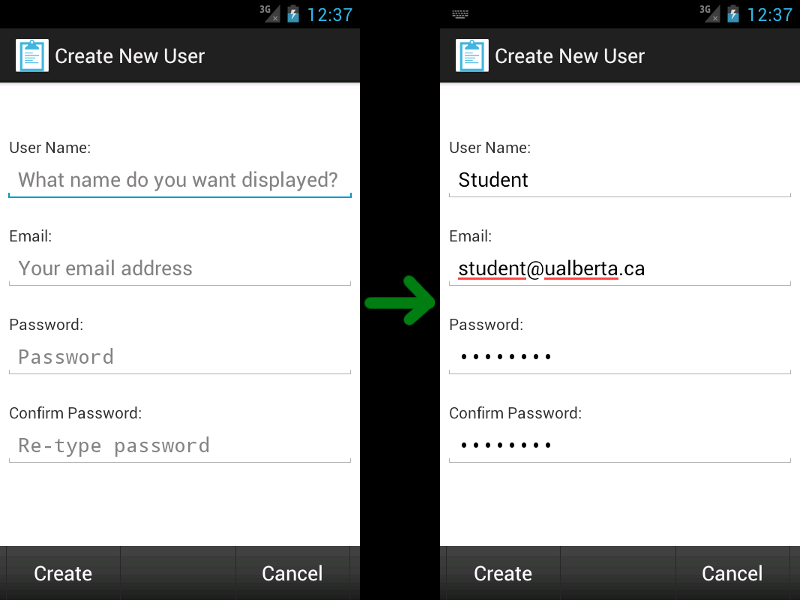 3G 12:37
Create New User
User Name:
What name do you want displayed?
Email:
Your email address
Password:
Password
Confirm Password:
Re-type password
Create Cancel
3G 12:37
Create New User
User Name:
Student
Email:
student@ualberta.ca
Password:
••••••••
Confirm Password:
••••••••
Create Cancel